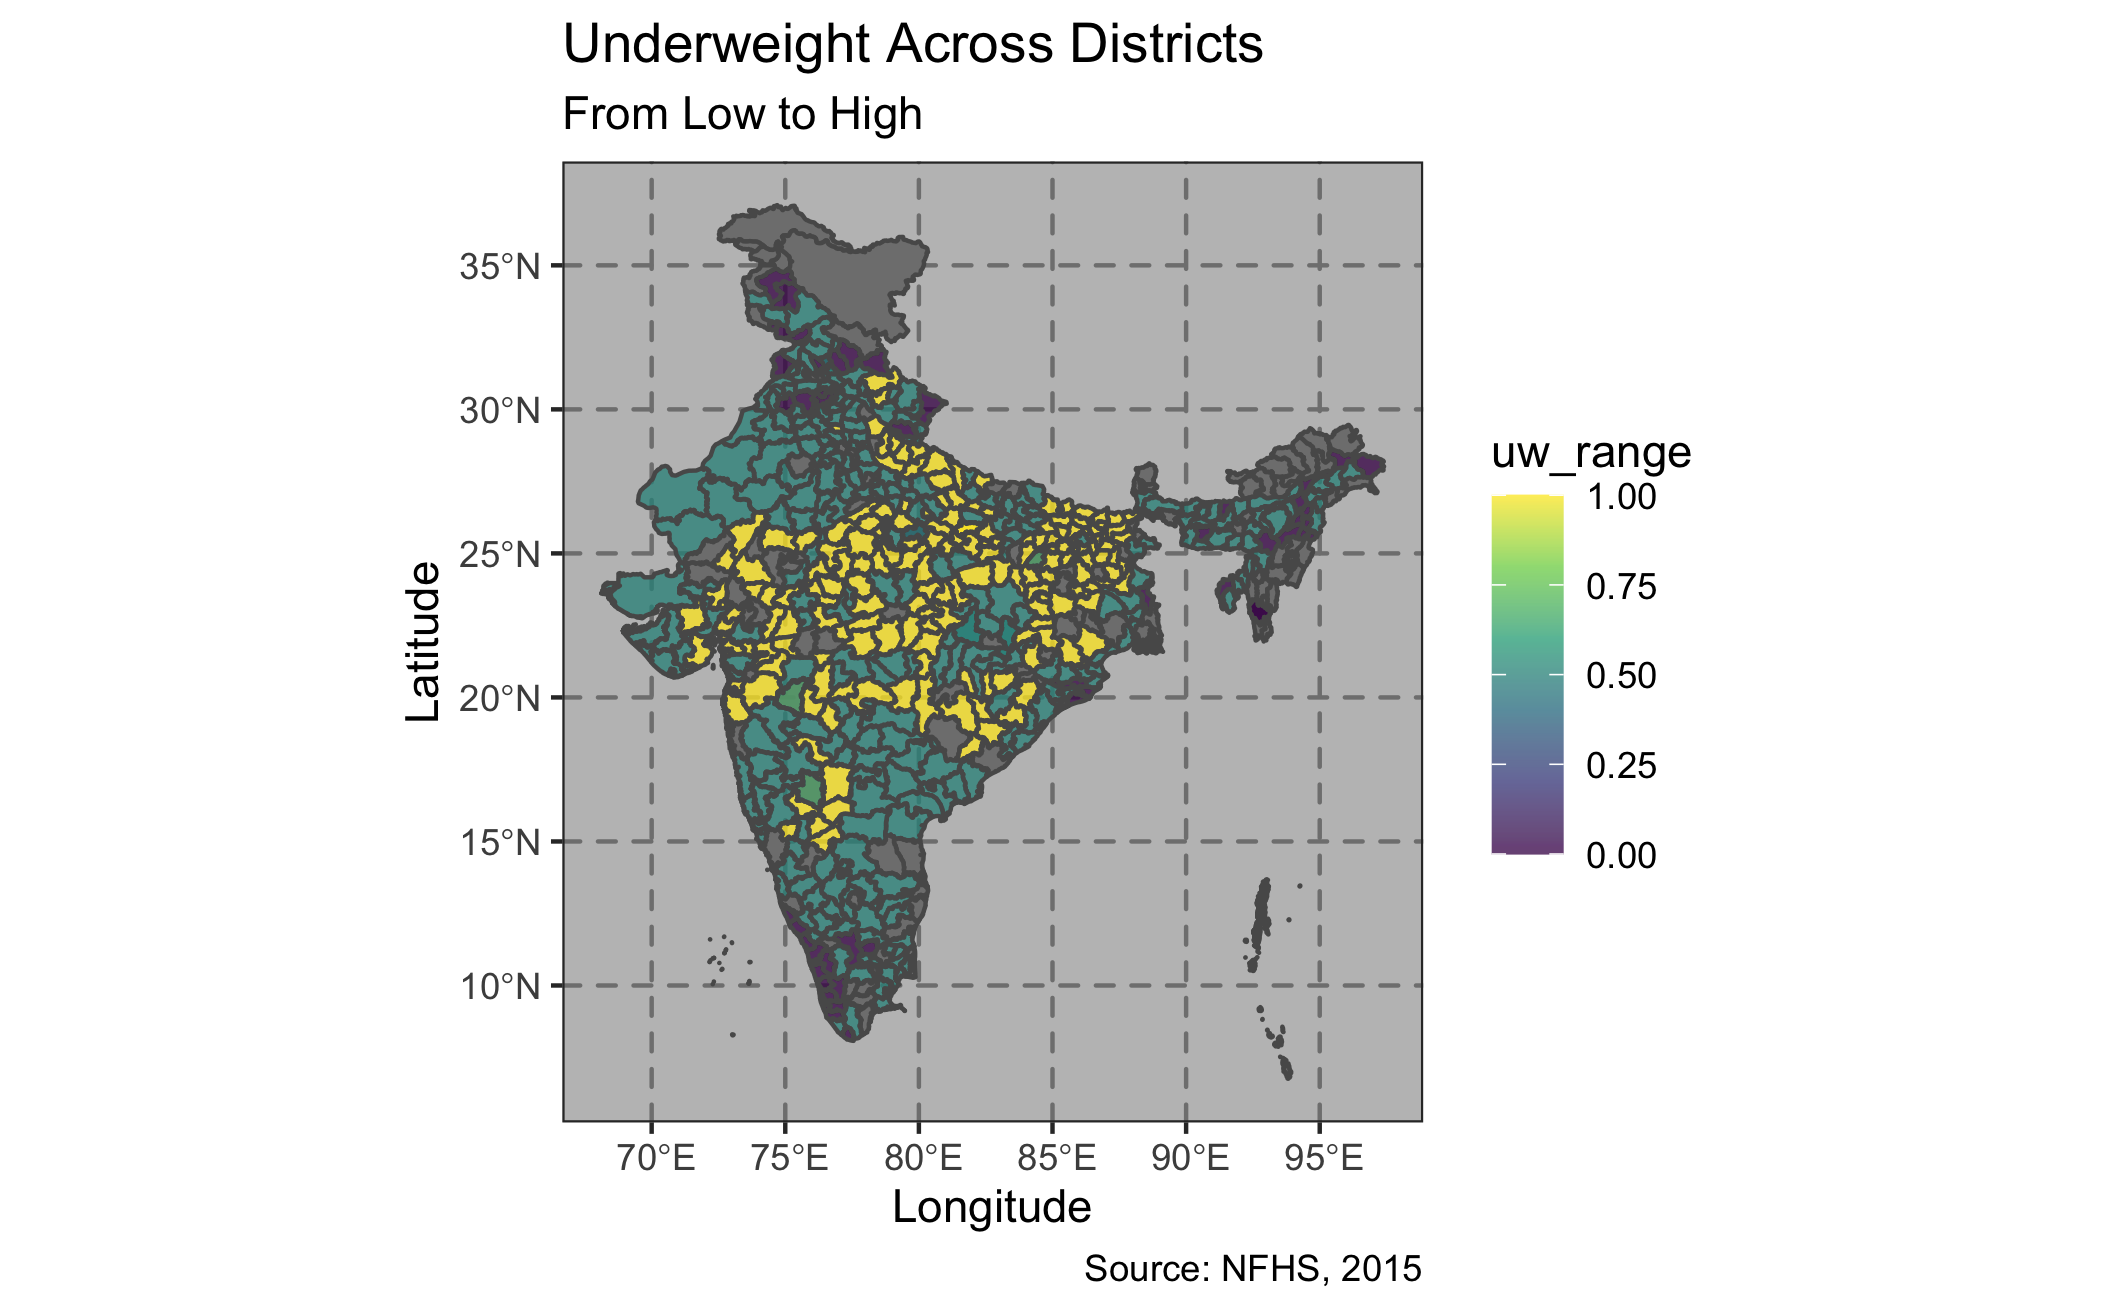 Underweight Across Districts
From Low to High
uw_range
1.00
0.75
0.50
0.25
0.00
Latitude
35°N
30°N
25°N
20°N
15°N
10°N
70°E 75°E 80°E 85°E 90°E 95°E
Longitude
Source: NFHS, 2015